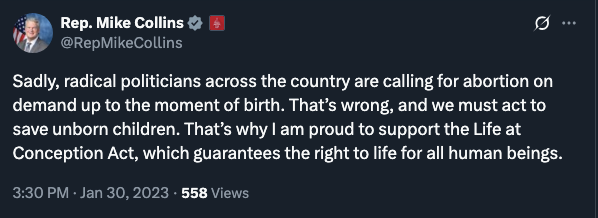 Rep. Mike Collins
@RepMikeCollins
Sadly, radical politicians across the country are calling for abortion on
demand up to the moment of birth. That’s wrong, and we must act to
save unborn children. That’s why I am proud to support the Life at
Conception Act, which guarantees the right to life for all human beings.
3:30 PM · Jan 30, 2023 · 558 Views